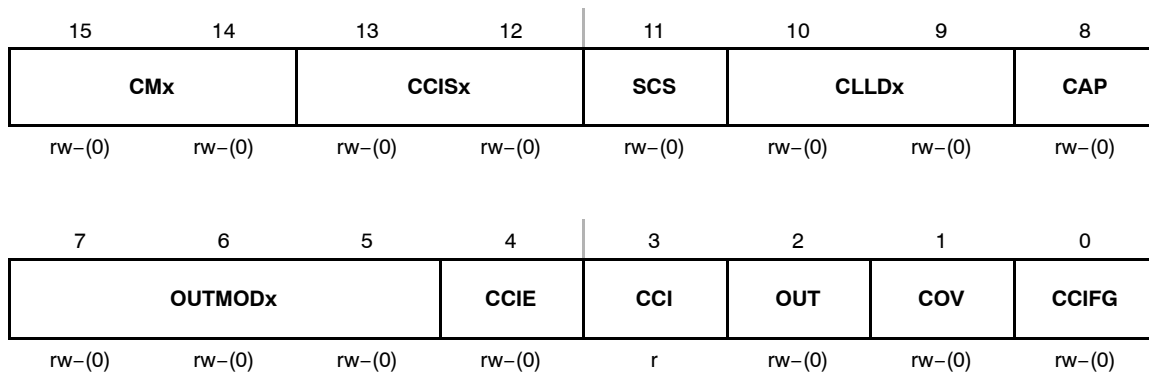 15 14 13 12 11 10 9 8
CMx CCISx SCS CLLDx CAP
rw−(0) rw−(0) rw−(0) rw−(0) rw−(0) rw−(0) rw−(0) rw−(0)
7 6 5 4 3 2 1 0
OUTMODx CCIE CCI OUT COV CCIFG
rw−(0) rw−(0) rw−(0) rw−(0) r rw−(0) rw−(0) rw−(0)